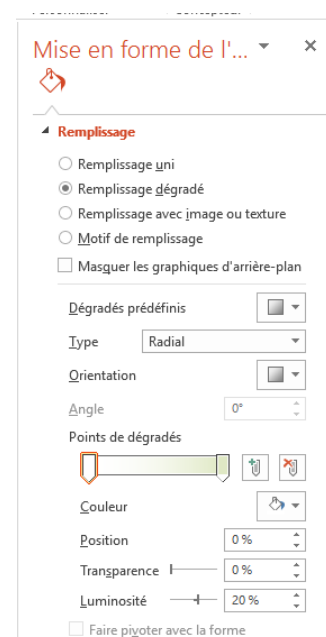 Mise en forme de l'...
Remplissage
Remplissage uni
Remplissage dégradé
Remplissage avec image ou texture
Motif de remplissage
Masquer les graphiques d'arrière-plan
Dégradés prédéfinis
Type Radial
Orientation
Angle 0°
Points de dégradés
Couleur
Position 0 %
Transparence 0 %
Luminosité 20 %
Faire pivoter avec la forme